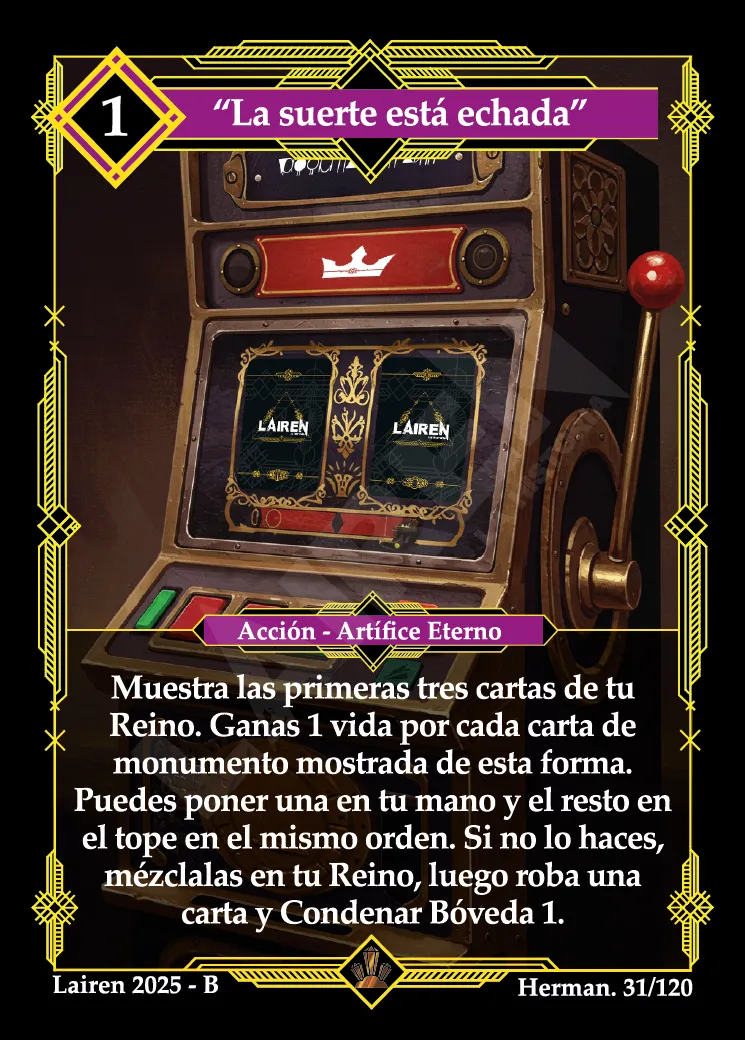 1
“La suerte está echada”
LAIREN
LAIREN
Acción - Artífice Eterno
Muestra las primeras tres cartas de tu
Reino. Ganas 1 vida por cada carta de
monumento mostrada de esta forma.
Puedes poner una en tu mano y el resto en
el tope en el mismo orden. Si no lo haces,
mézclalas en tu Reino, luego roba una
carta y Condenar Bóveda 1.
Lairen 2025 - B
Herman. 31/120